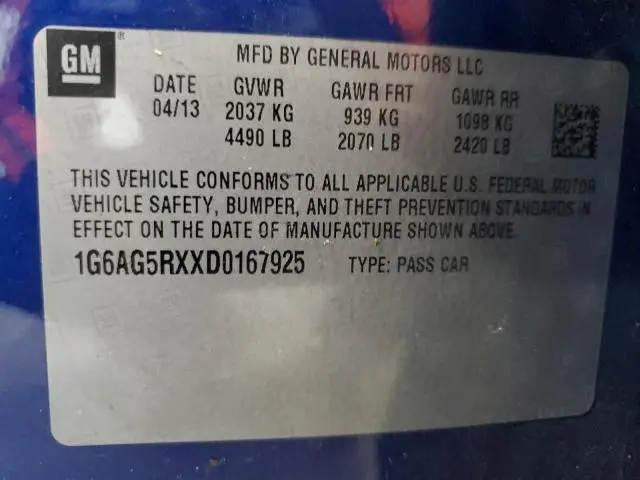 GM ®
MFD BY GENERAL MOTORS LLC
DATE GVWR GAWR FRT GAWR RR
04/13 2037 KG 939 KG 1098 KG
4490 LB 2070 LB 2420 LB
THIS VEHICLE CONFORMS TO ALL APPLICABLE U.S. FEDERAL MOTOR
VEHICLE SAFETY, BUMPER, AND THEFT PREVENTION STANDARDS IN
EFFECT ON THE DATE OF MANUFACTURE SHOWN ABOVE.
1G6AG5RXXD0167925 TYPE: PASS CAR